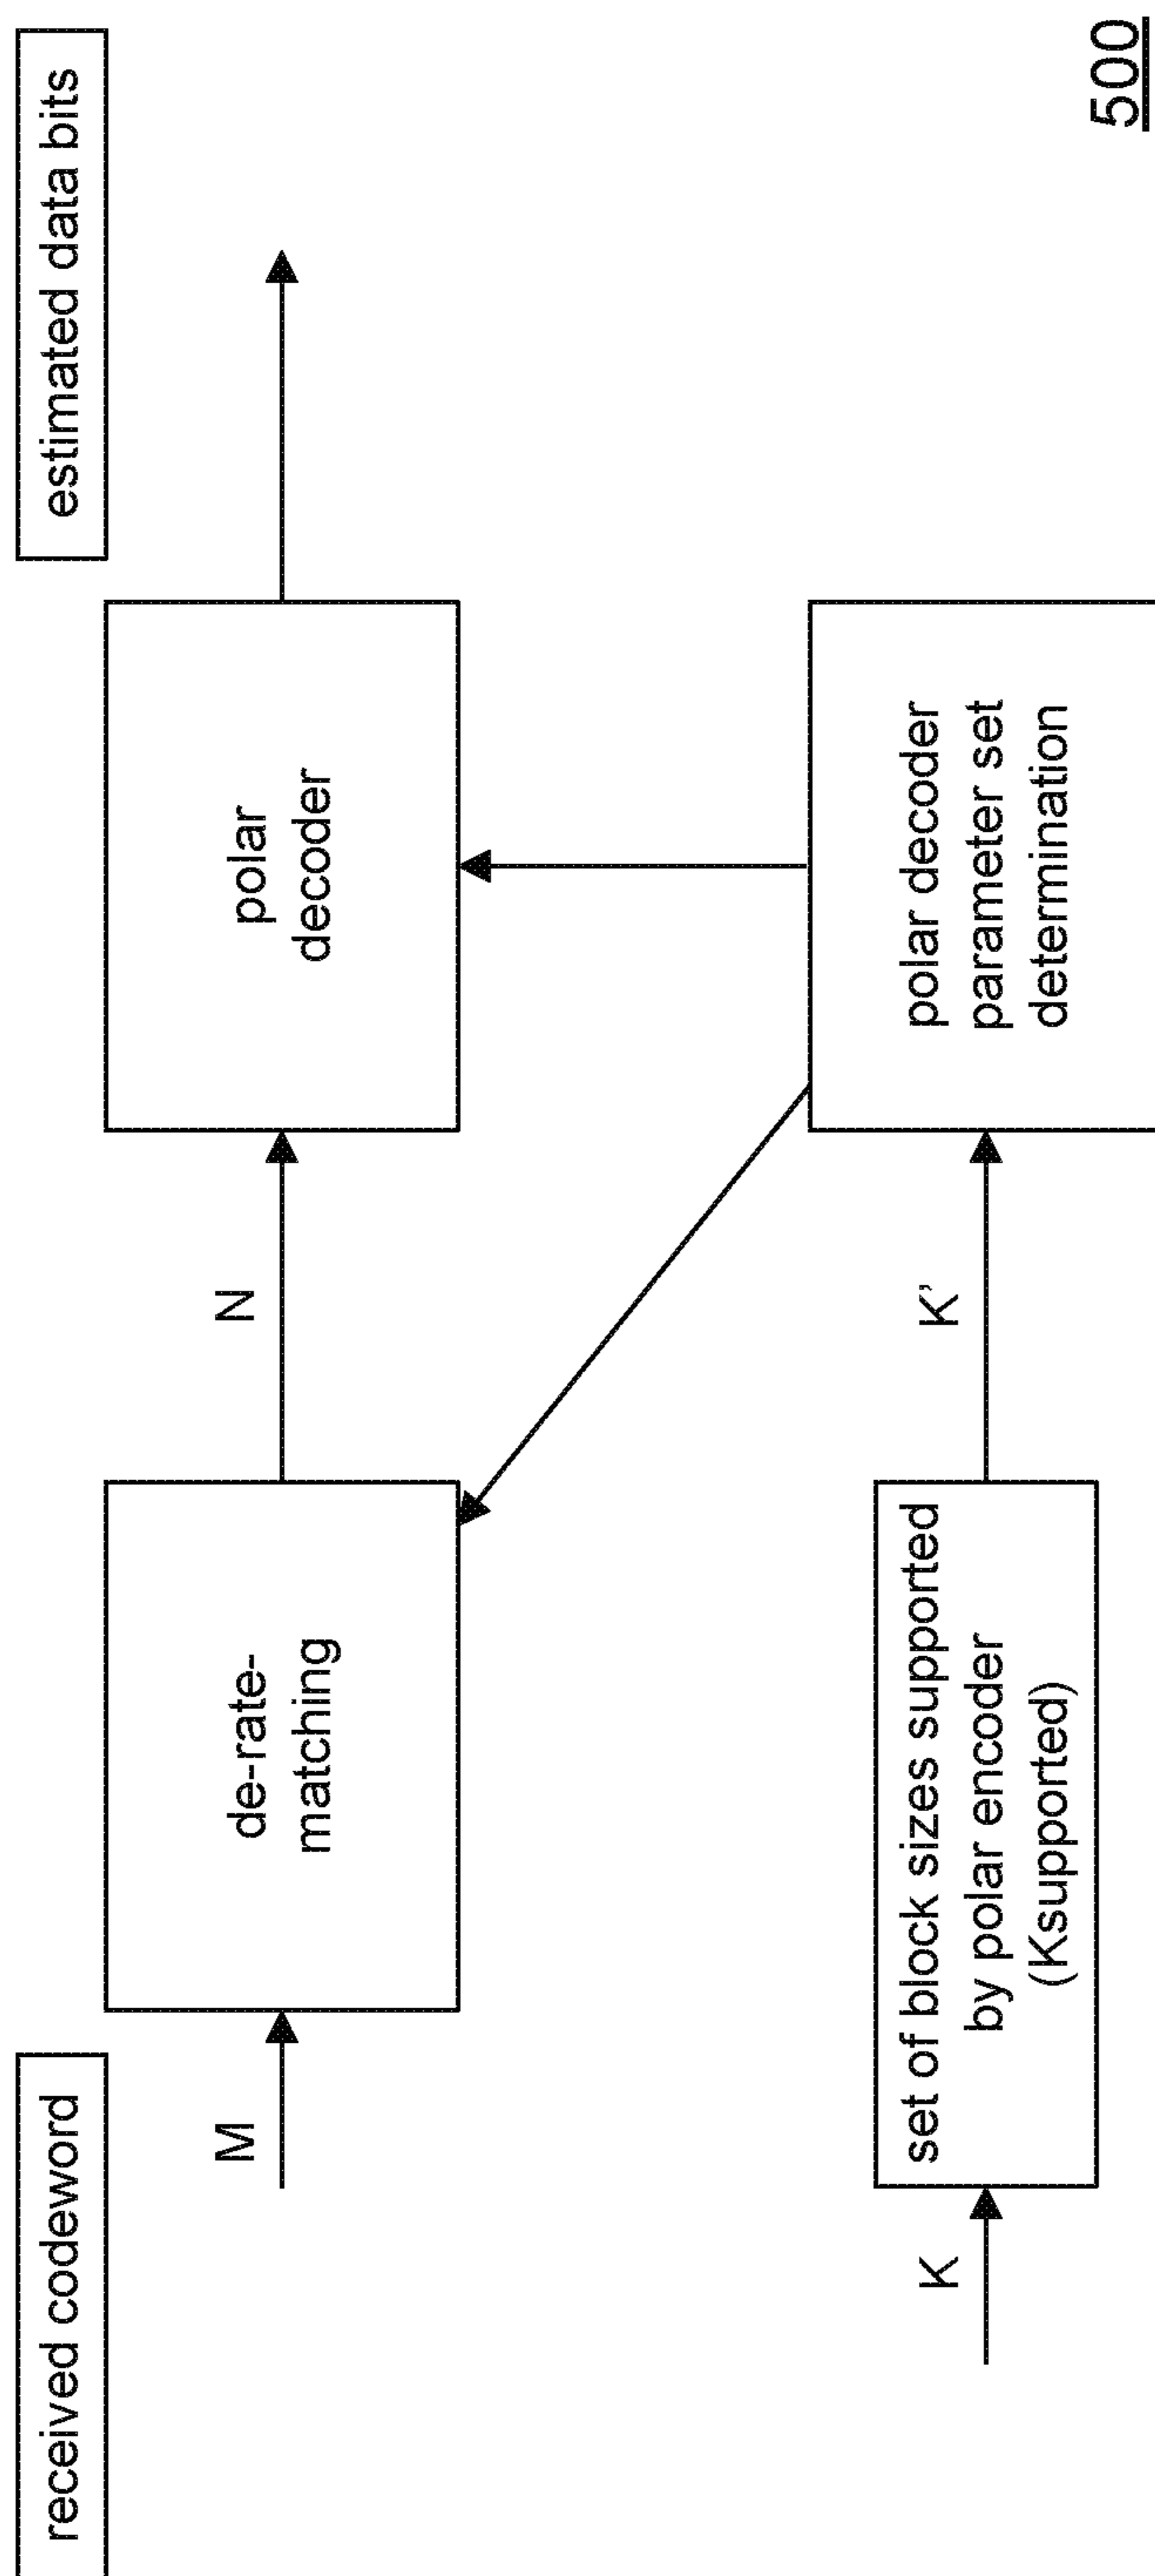 received codeword
estimated data bits
M
de-rate-
matching
N
polar
decoder
K
set of block sizes supported
by polar encoder
(Ksupported)
K’
polar decoder
parameter set
determination
500